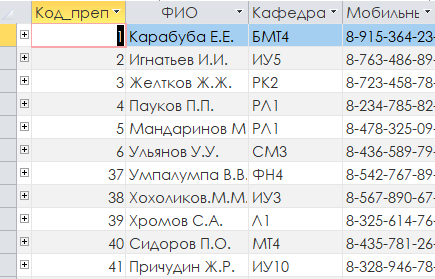 Код_преп ФИО Кафедра Мобильны
1 Карабуба Е.Е. БМТ4 8-915-364-23-
2 Игнатьев И.И. ИУ5 8-763-486-89-
3 Желтков Ж.Ж. РК2 8-723-458-78-
4 Пауков П.П. РЛ1 8-234-785-82-
5 Мандаринов М РЛ1 8-478-325-09-
6 Ульянов У.У. СМ3 8-436-589-79-
37 Умпалумпа В.В. ФН4 8-542-767-89-
38 Хохоликов.М.М. ИУ3 8-567-890-67-
39 Хромов С.А. Л1 8-325-614-76-
40 Сидоров П.О. МТ4 8-435-781-26-
41 Причудин Ж.Р. ИУ10 8-328-946-78-